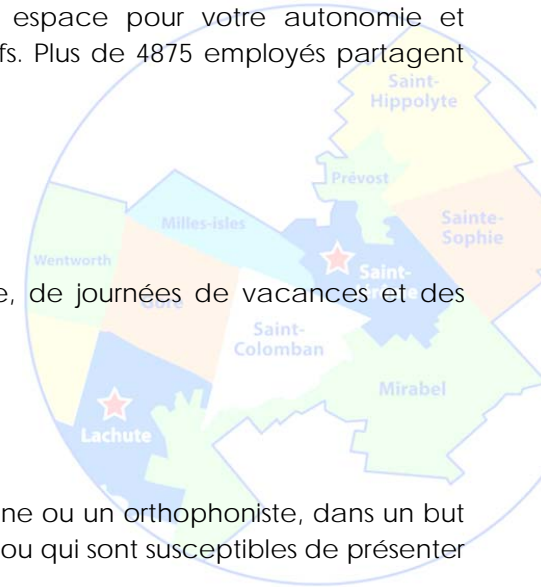 espace pour votre autonomie et
fs. Plus de 4875 employés partagent
Saint-
Hippolyte
Prévost
Milles-isles
Sainte-
Sophie
Wentworth
Saint-
e, de journées de vacances et des
Saint-
Colomban
Mirabel
Lachute
ne ou un orthophoniste, dans un but
ou qui sont susceptibles de présenter